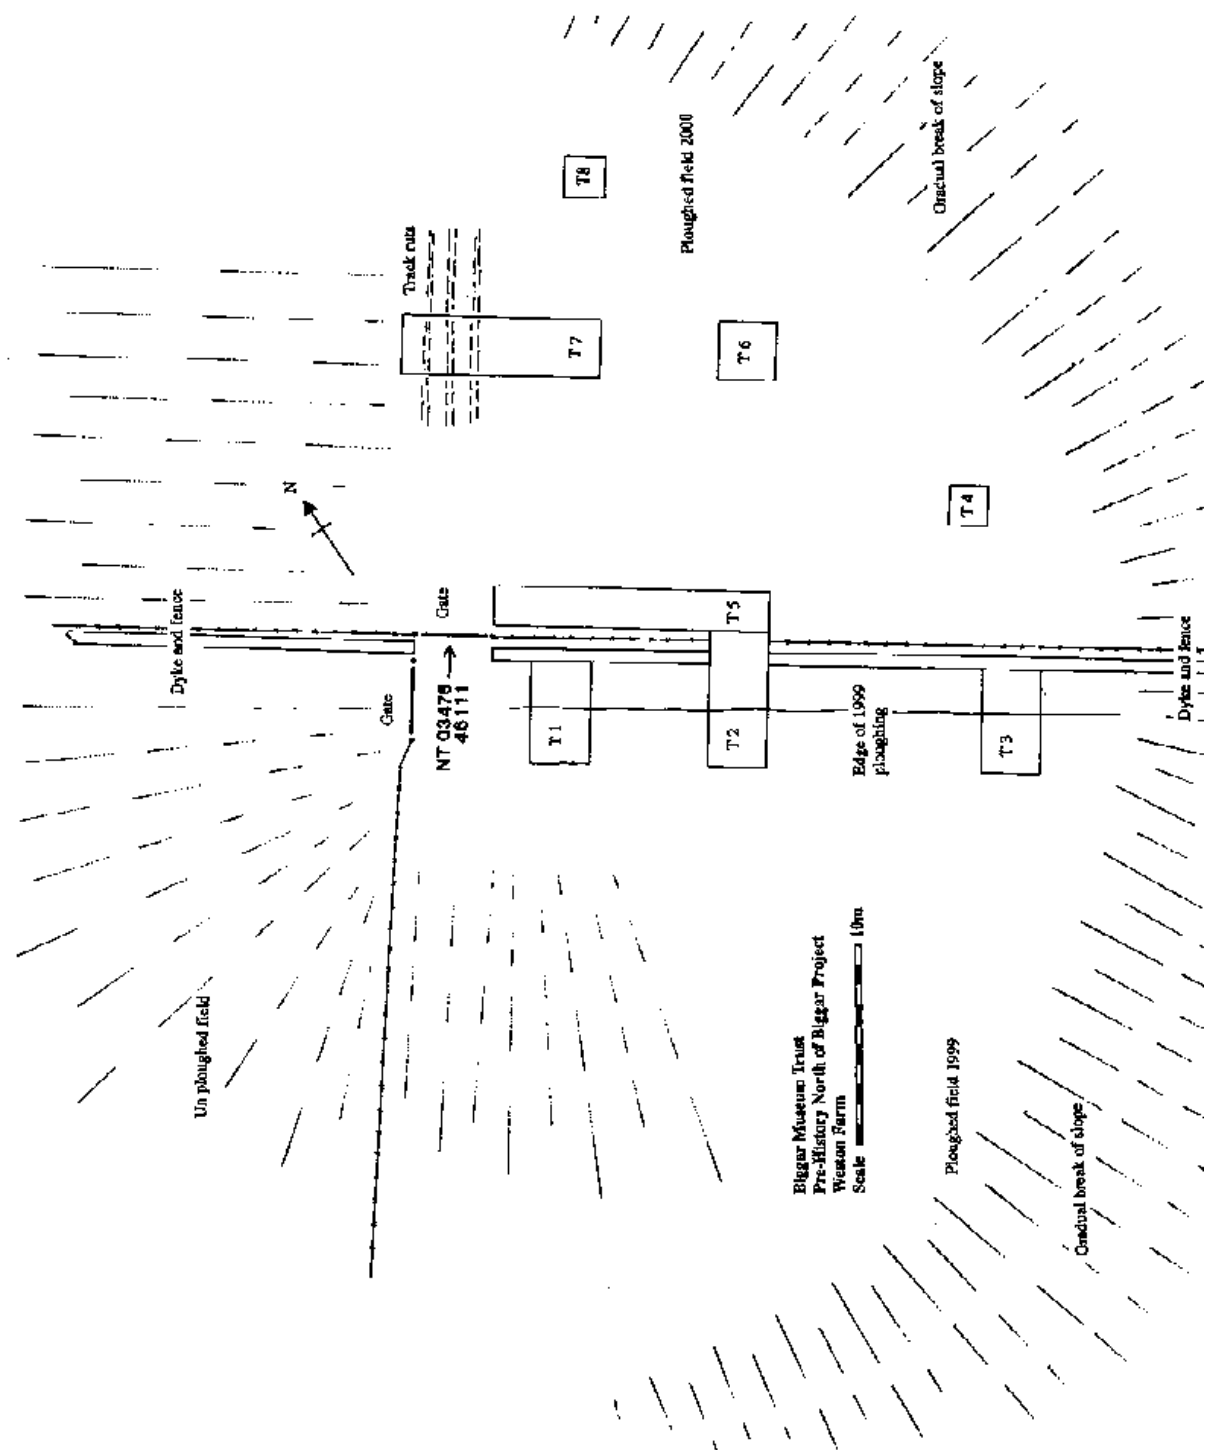 Gradual break of slope
Ploughed field 2000
T8
Track ruts
T7
T6
N
T4
Dyke and fence
Gate
T5
Gate
NT 03476
46111
T1
T2
Edge of 1999
ploughing
T3
Dyke and fence
Un ploughed field
Biggar Museum Trust
Pre-History North of Biggar Project
Weston Farm
Scale 10m
Ploughed field 1999
Gradual break of slope